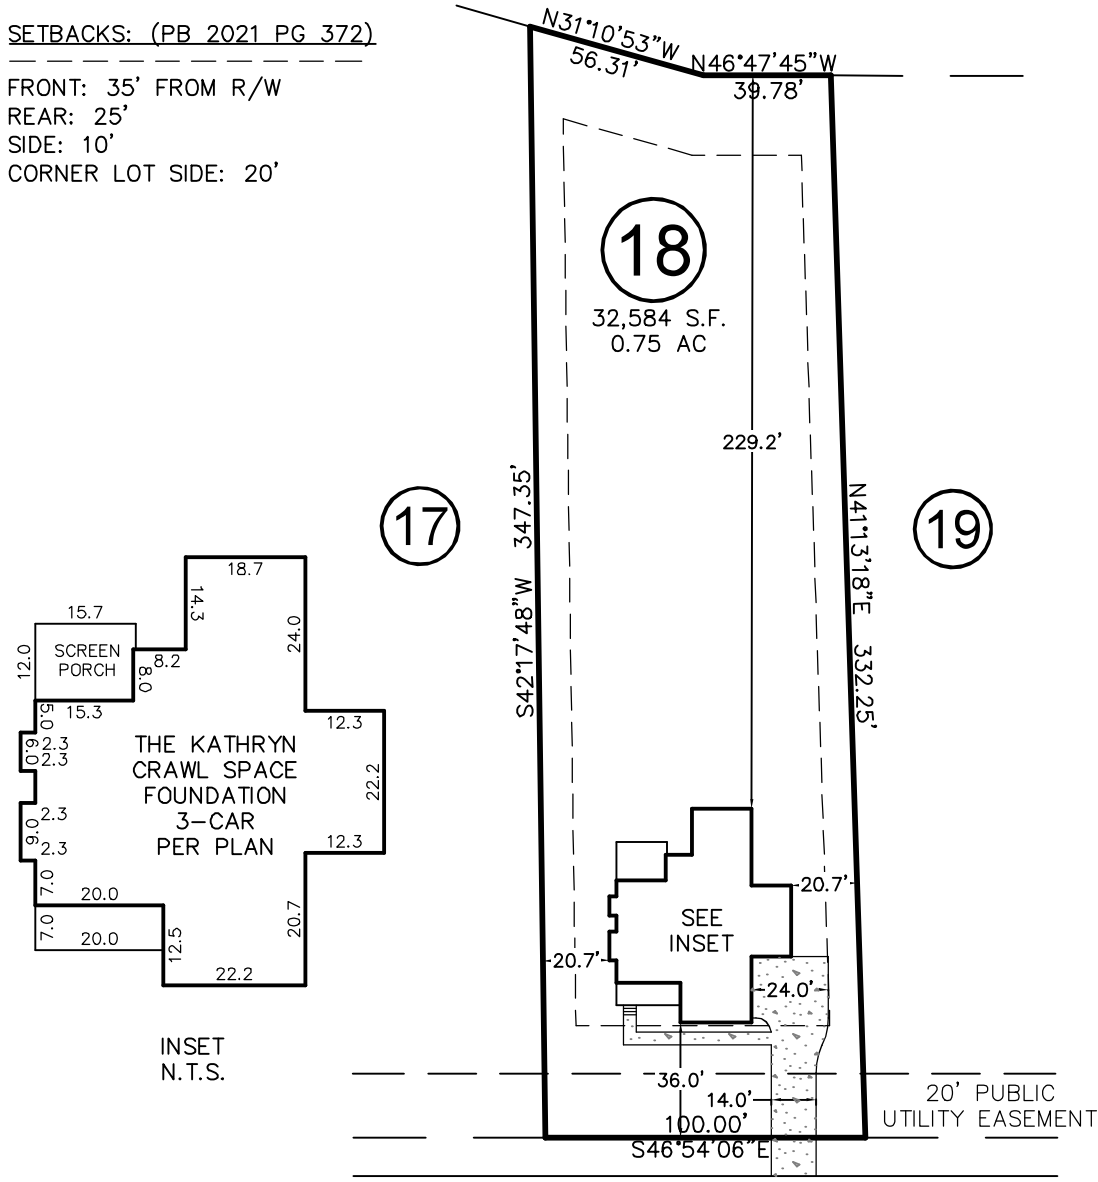 SETBACKS: (PB 2021 PG 372)
FRONT: 35' FROM R/W
REAR: 25'
SIDE: 10'
CORNER LOT SIDE: 20'
N31°10'53"W
56.31'
N46°47'45"W
39.78'
18
32,584 S.F.
0.75 AC
229.2'
17
19
S42°17'48"W 347.35'
N41°13'18"E 332.25'
18.7
14.3
24.0
15.7
12.0
SCREEN
PORCH
8.2
8.0
15.3
5.0
12.3
2.3
6.0
2.3
THE KATHRYN
CRAWL SPACE
FOUNDATION
3-CAR
PER PLAN
22.2
2.3
6.0
2.3
12.3
7.0
20.0
7.0
20.0
12.5
20.7
22.2
INSET
N.T.S.
SEE
INSET
20.7'
20.7'
24.0'
36.0'
14.0'
100.00'
S46°54'06"E
20' PUBLIC
UTILITY EASEMENT